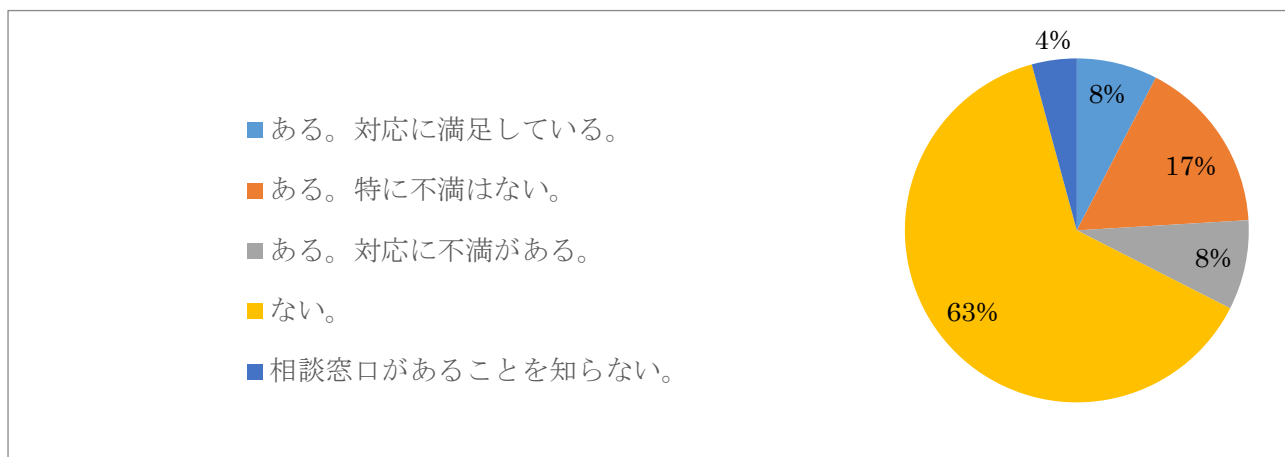 ある。対応に満足している。
ある。特に不満はない。
ある。対応に不満がある。
ない。
相談窓口があることを知らない。
4%
8%
17%
8%
63%